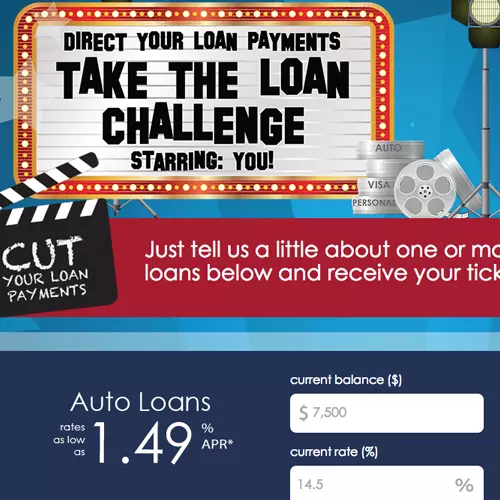 DIRECT YOUR LOAN PAYMENTS
TAKE THE LOAN
CHALLENGE
STARRING: YOU!
AUTO
VISA
PERSONAL
CUT
YOUR LOAN
PAYMENTS
Just tell us a little about one or mo
loans below and receive your tick
Auto Loans
rates
as low
as
1.49
%
APR*
current balance ($)
$ 7,500
current rate (%)
14.5 %